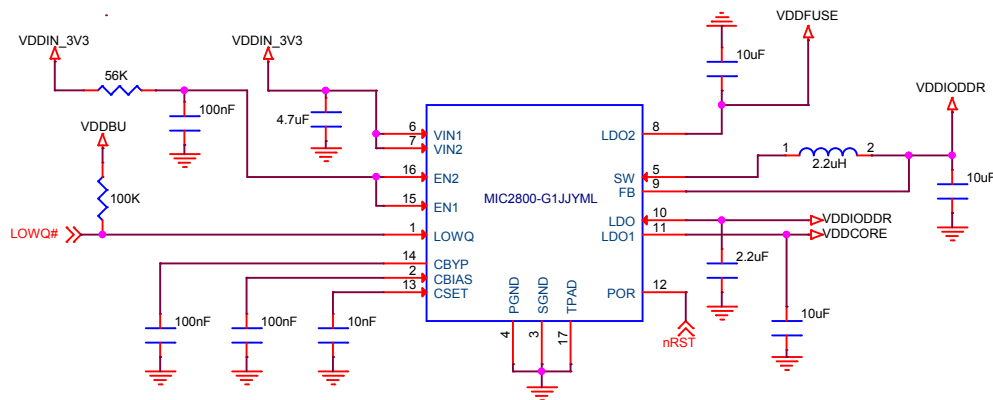 VDDFUSE
VDDIN_3V3
VDDIN_3V3
10uF
56K
100nF
4.7uF
VDDIODDR
VDDBU
6 VIN1
7 VIN2
LDO2 8
1 2
2.2uH
16 EN2
SW 5
FB 9
10uF
100K
15 EN1
MIC2800-G1JJYML
LDO 10 VDDIODDR
LOWQ# 1 LOWQ
LDO1 11 VDDCORE
14 CBYP
2 CBIAS
13 CSET
2.2uF
POR 12
PGND SGND TPAD
4 3 17
100nF
100nF
10nF
10uF
nRST